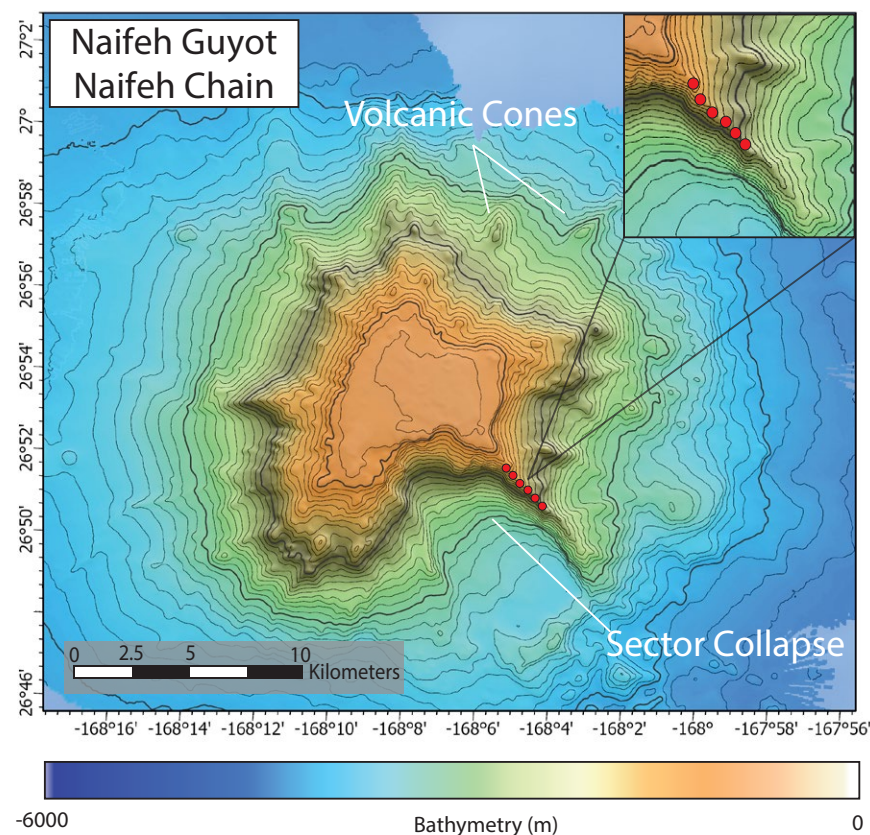 Naifeh Guyot
Naifeh Chain
Volcanic Cones
Sector Collapse
27°2'
27°
26°58'
26°56'
26°54'
26°52'
26°50'
26°46'
0 2.5 5 10
Kilometers
-168°16' -168°14' -168°12' -168°10' -168°8' -168°6' -168°4' -168°2' -168° -167°58' -167°56'
-6000 0
Bathymetry (m)